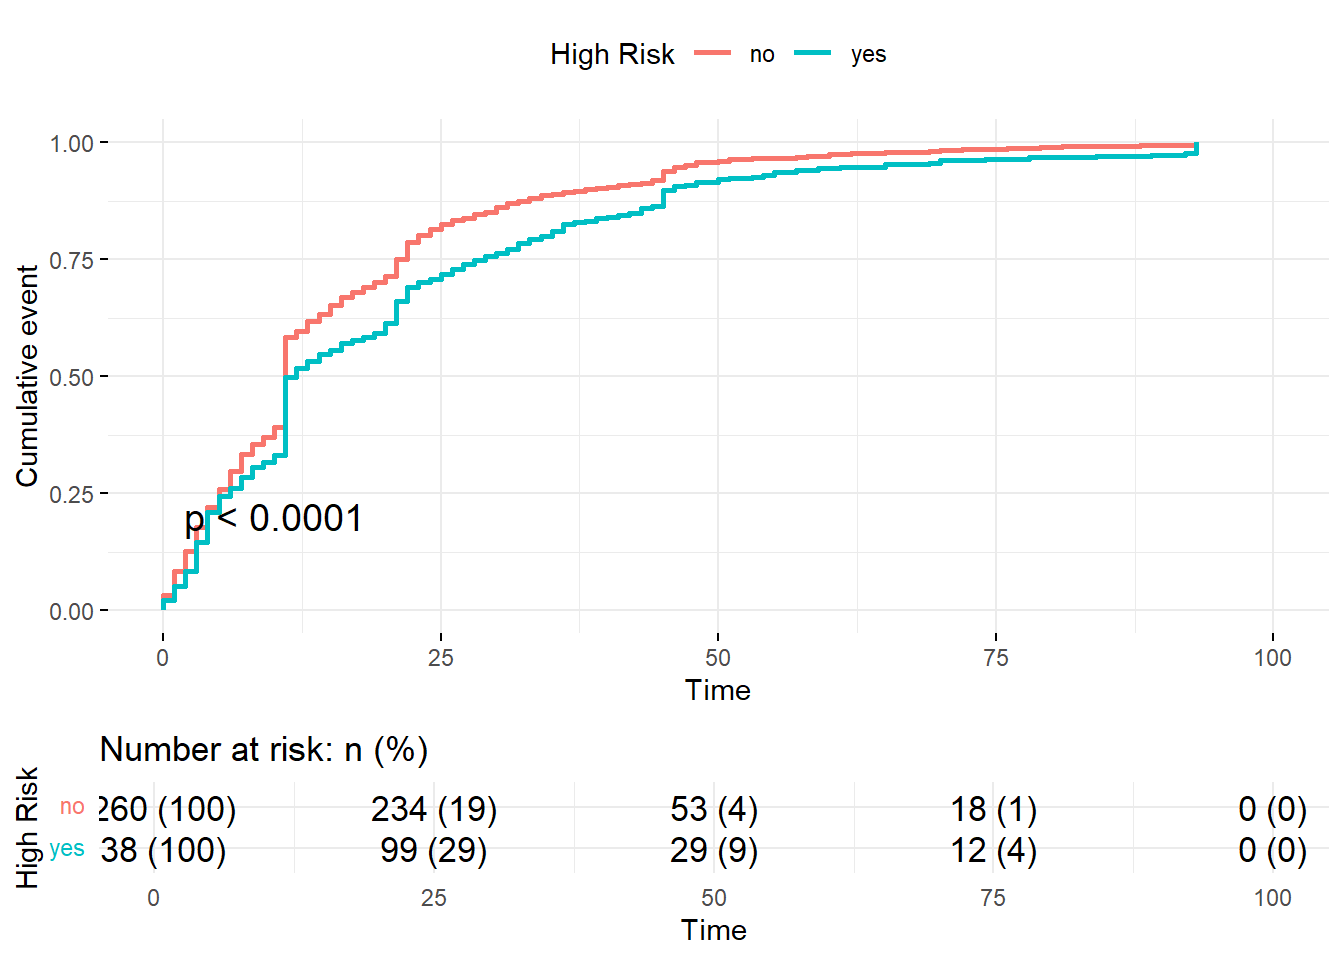 High Risk no yes
1.00
0.75
0.50
0.25
0.00
Cumulative event
p < 0.0001
0 25 50 75 100
Time
Number at risk: n (%)
High Risk
no 260 (100) 234 (19) 53 (4) 18 (1) 0 (0)
yes 38 (100) 99 (29) 29 (9) 12 (4) 0 (0)
0 25 50 75 100
Time